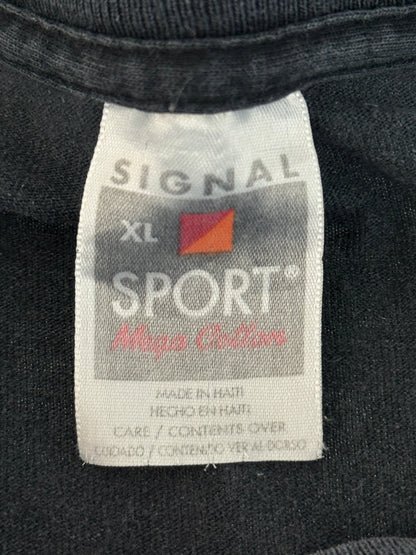 SIGNAL
XL
SPORT®
Mega Cotton
MADE IN HAITI
HECHO EN HAITI
CARE / CONTENTS OVER
CUIDADO / CONTENIDO VER AL DORSO